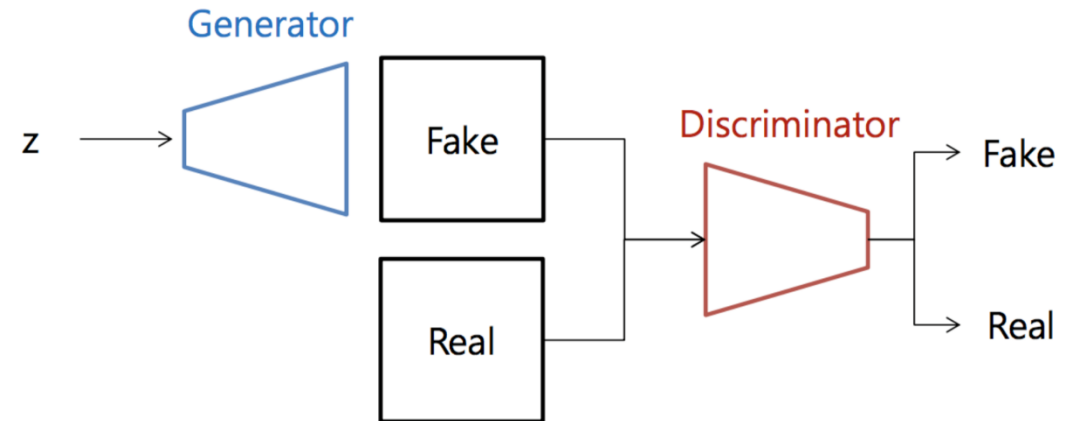 Generator
z
Fake
Discriminator
Fake
Real
Real